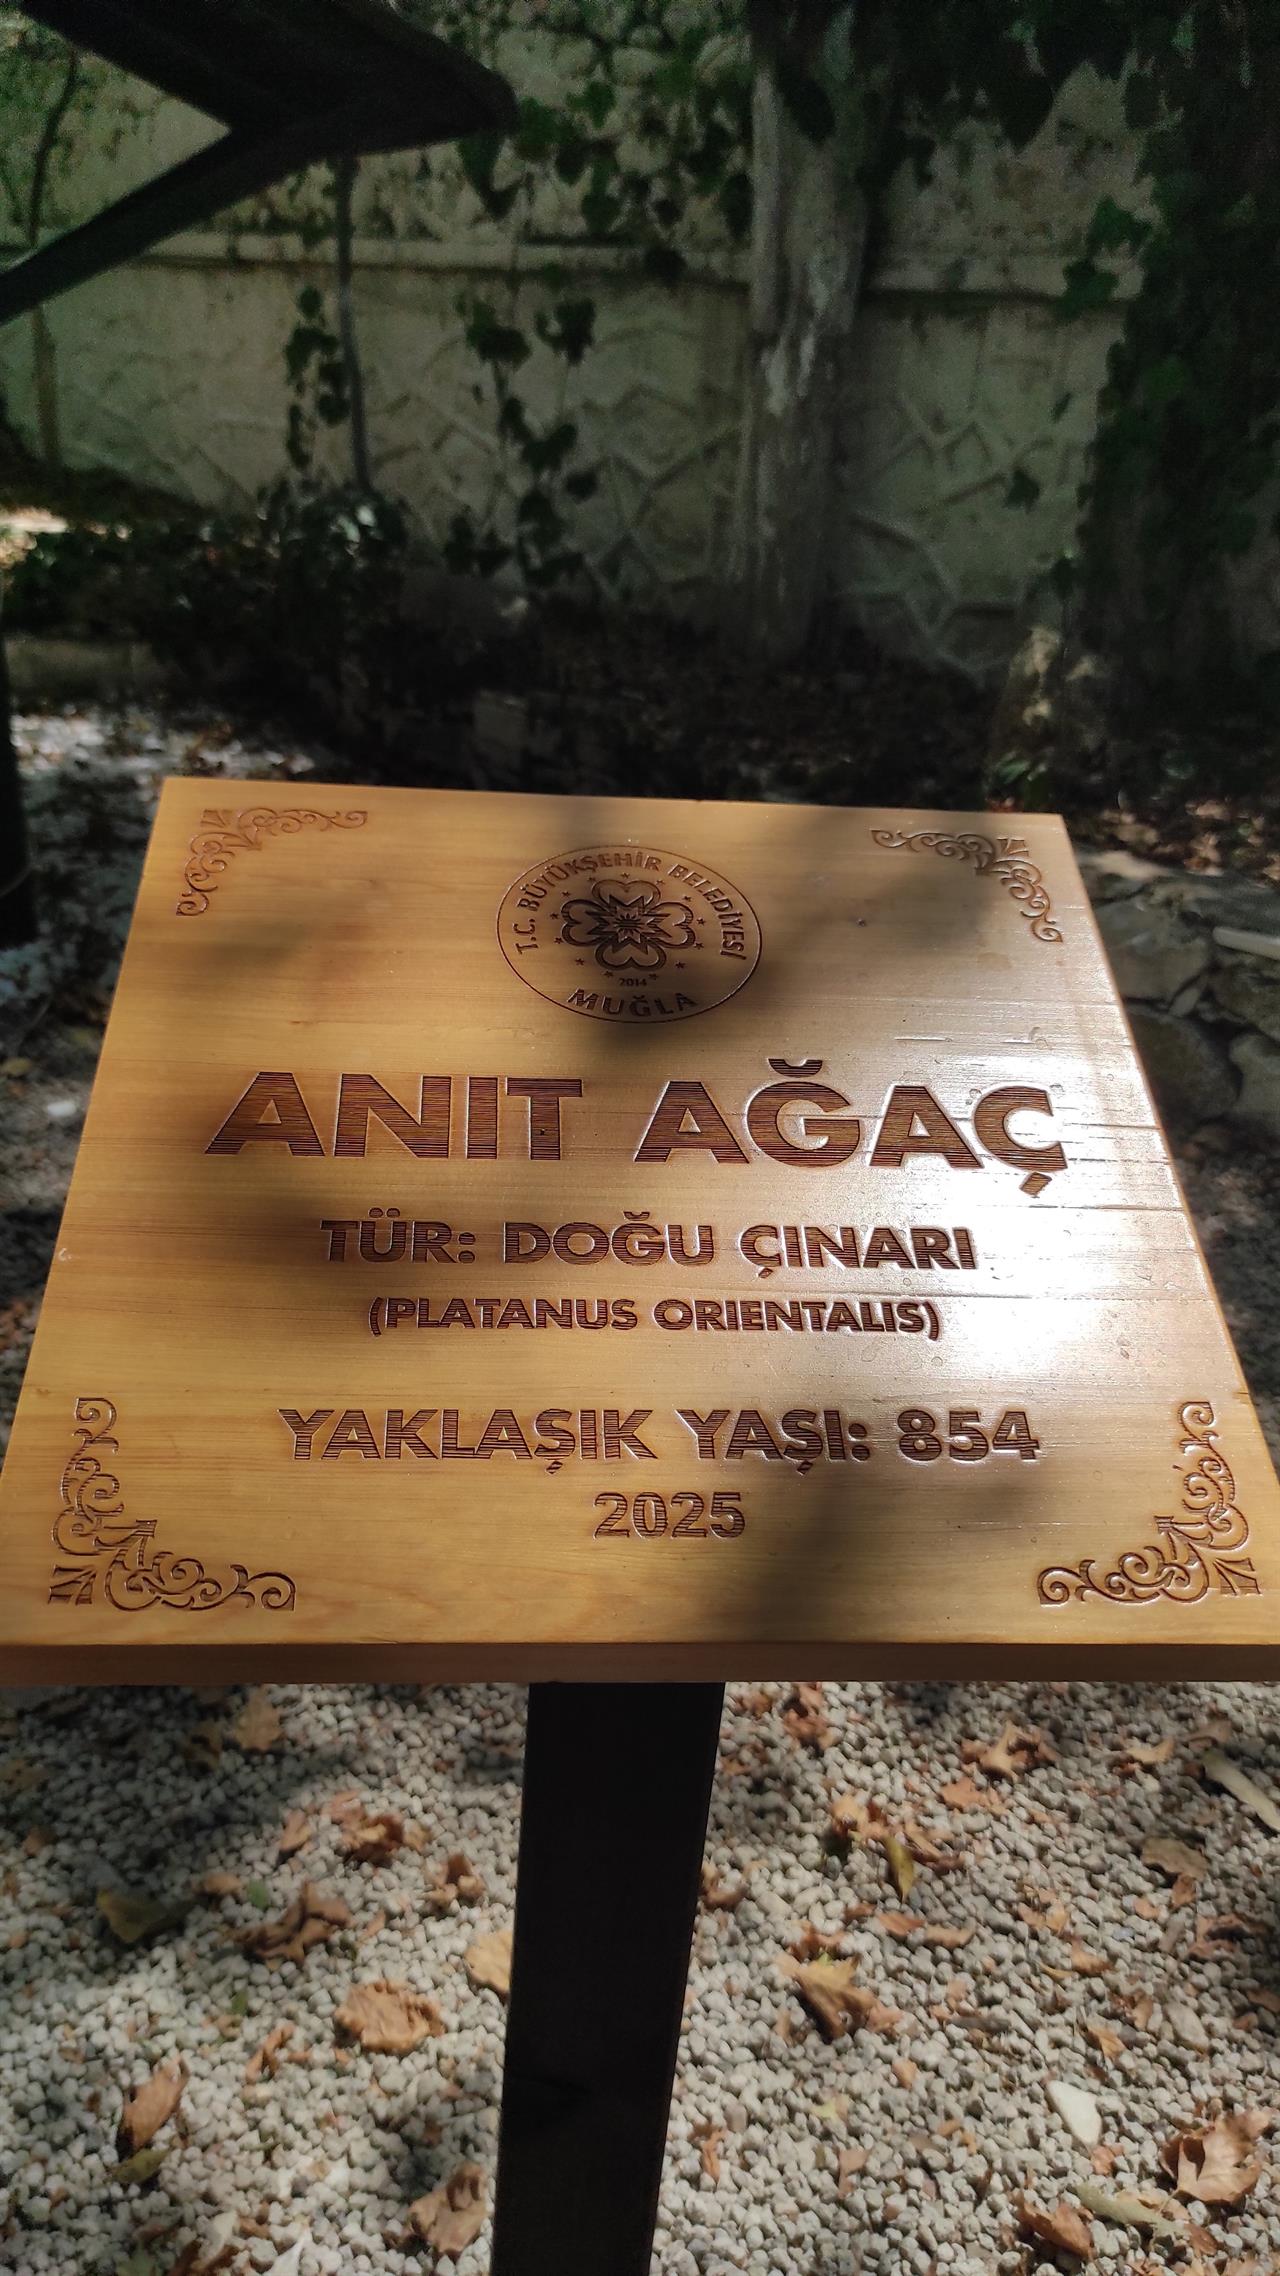 T.C. BÜYÜKŞEHİR BELEDİYESİ
2014
MUĞLA
ANIT AĞAÇ
TÜR: DOĞU ÇINARI
(PLATANUS ORIENTALIS)
YAKLAŞIK YAŞI: 854
2025